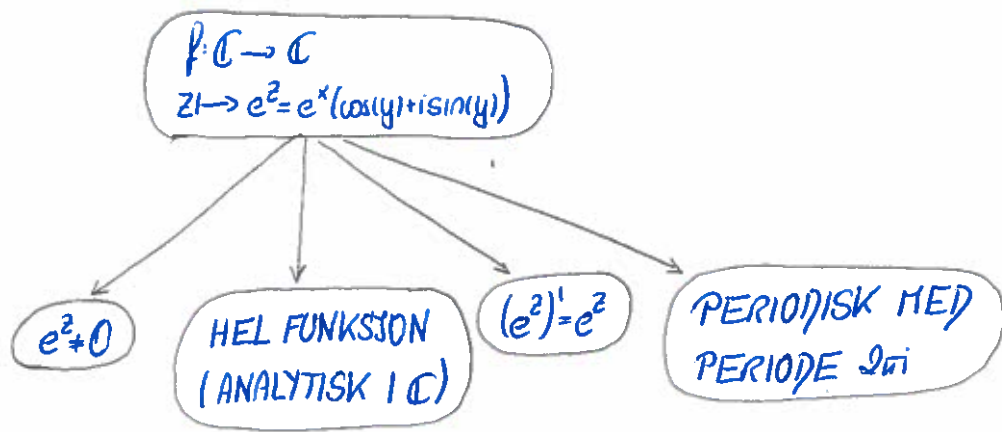 f: ℂ → ℂ
z ↦ e^z = e^x (cos(y)+i sin(y))
e^z ≠ 0
HEL FUNKSJON
(ANALYTISK I ℂ)
(e^z)' = e^z
PERIODISK MED
PERIODE 2πi